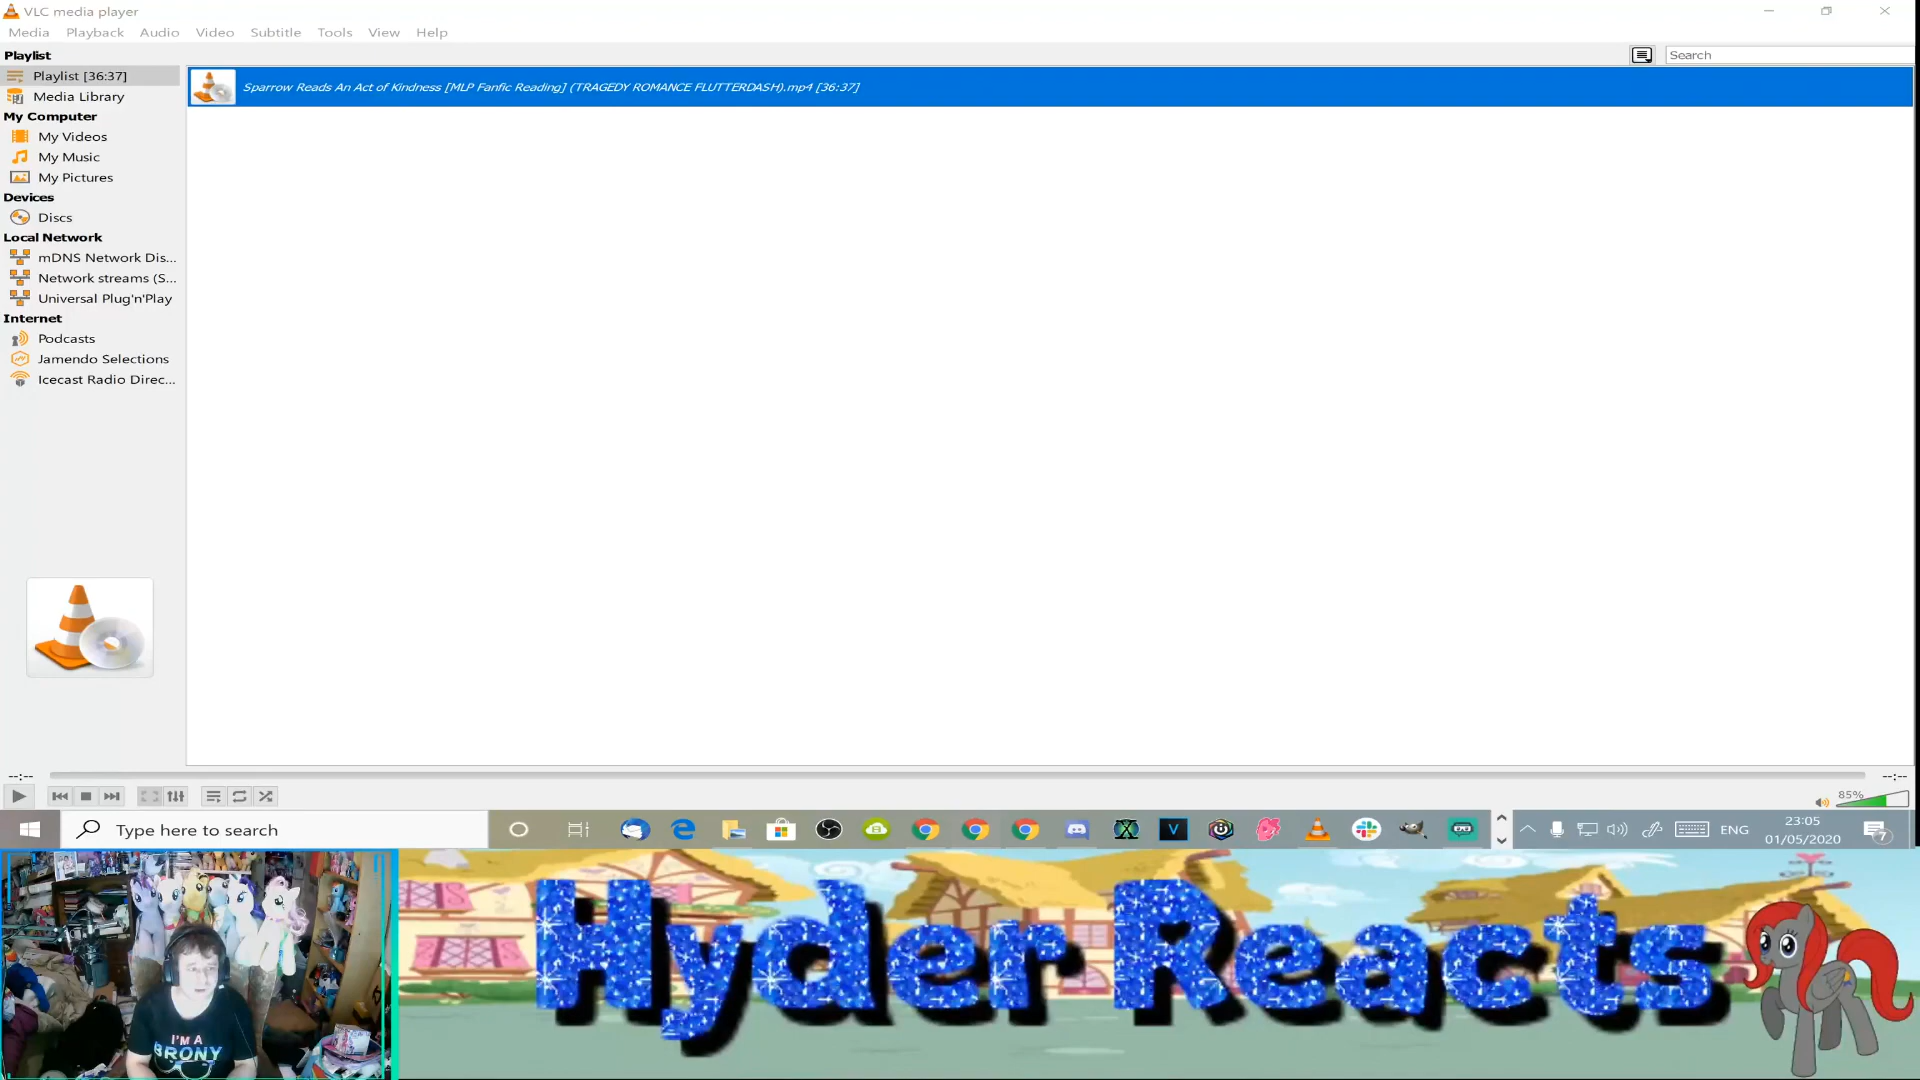 VLC media player
Media Playback Audio Video Subtitle Tools View Help
Playlist
Search
Playlist [36:37]
Sparrow Reads An Act of Kindness [MLP Fanfic Reading] (TRAGEDY ROMANCE FLUTTERDASH).mp4 [36:37]
Media Library
My Computer
My Videos
My Music
My Pictures
Devices
Discs
Local Network
mDNS Network Dis...
Network streams (S...
Universal Plug'n'Play
Internet
Podcasts
Jamendo Selections
Icecast Radio Direc...
--:-- --:--
85%
Type here to search
ENG
23:05
01/05/2020
7
Hyder Reacts
I'M A
BRONY